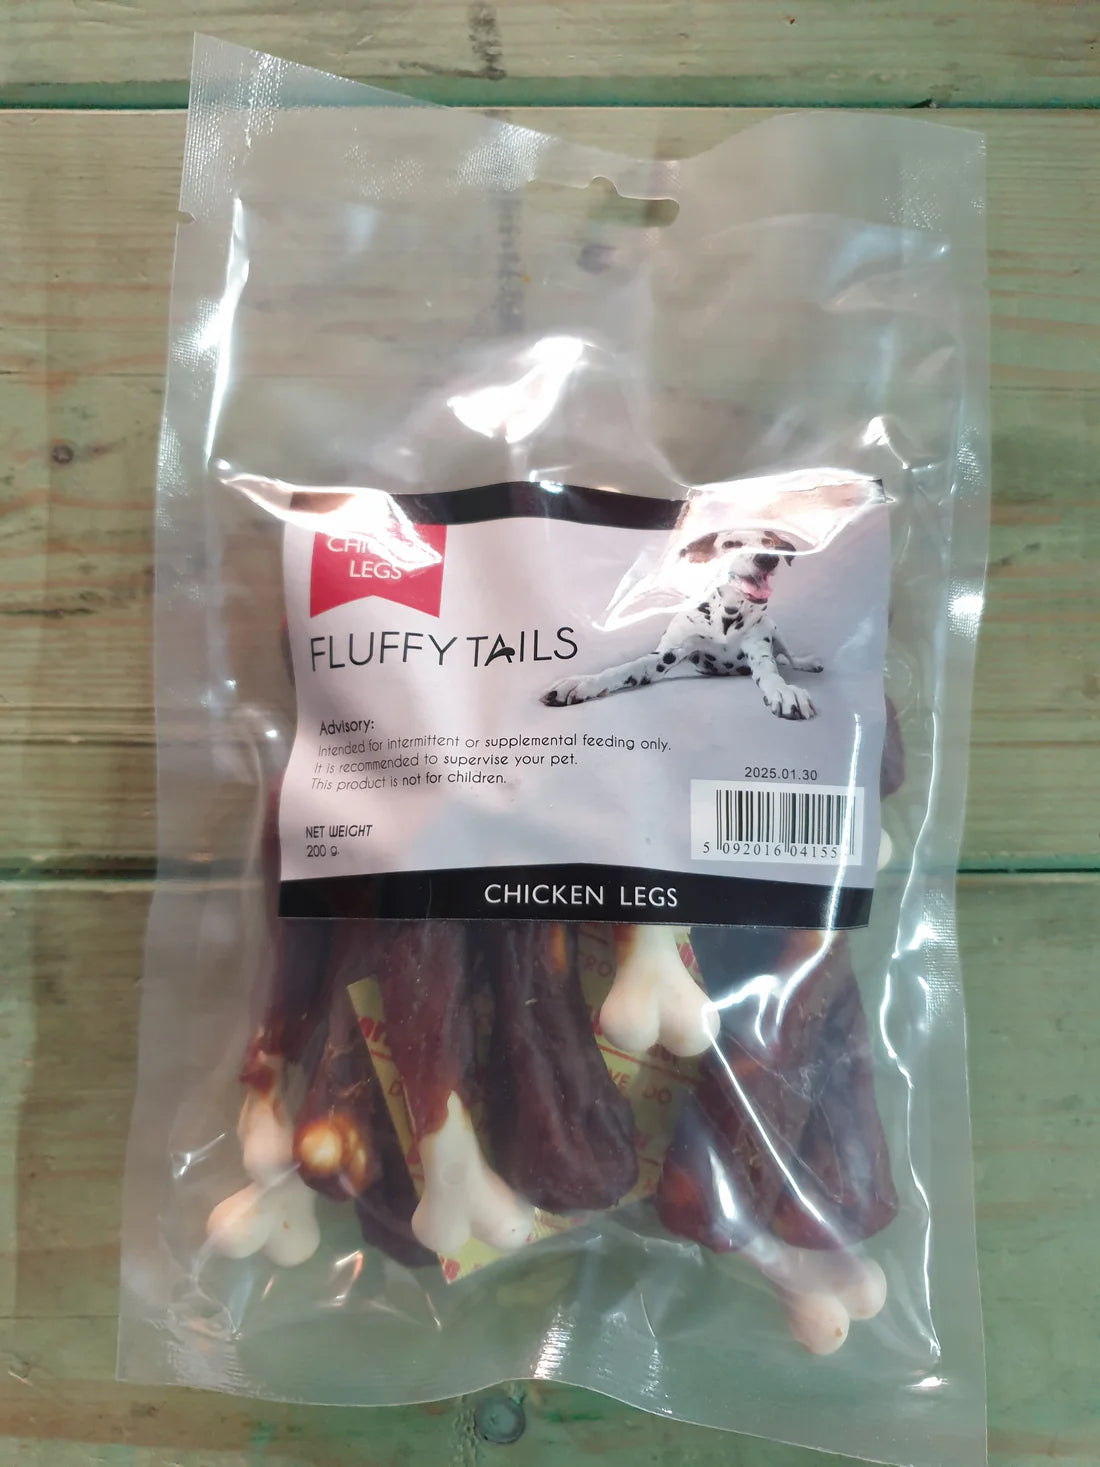 CHICKEN
LEGS
FLUFFY TAILS
Advisory:
Intended for intermittent or supplemental feeding only.
It is recommended to supervise your pet.
This product is not for children.
2025.01.30
5 092016 04155
NET WEIGHT
200 g.
CHICKEN LEGS
DO